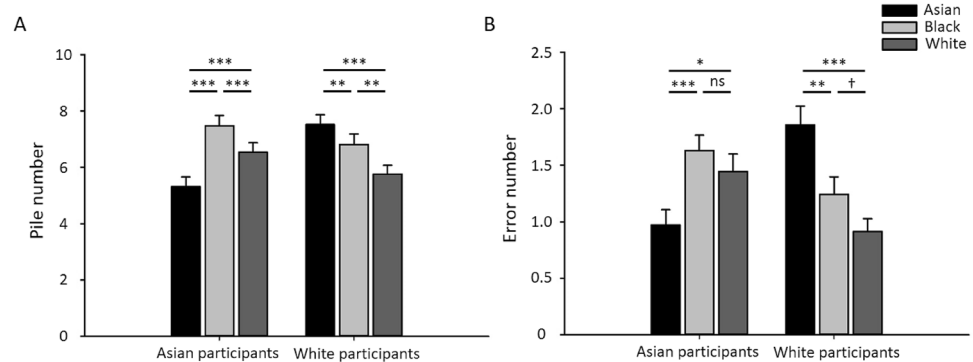 A
B
Asian
Black
White
Pile number
10
8
6
4
2
0
***
***
***
***
**
**
Asian participants
White participants
Error number
2.5
2.0
1.5
1.0
0.5
0
*
***
ns
***
**
†
Asian participants
White participants